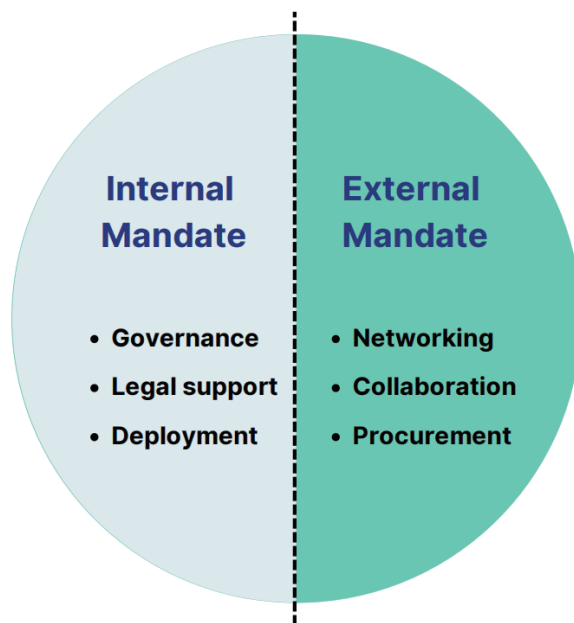 Internal
Mandate
• Governance
• Legal support
• Deployment
External
Mandate
• Networking
• Collaboration
• Procurement